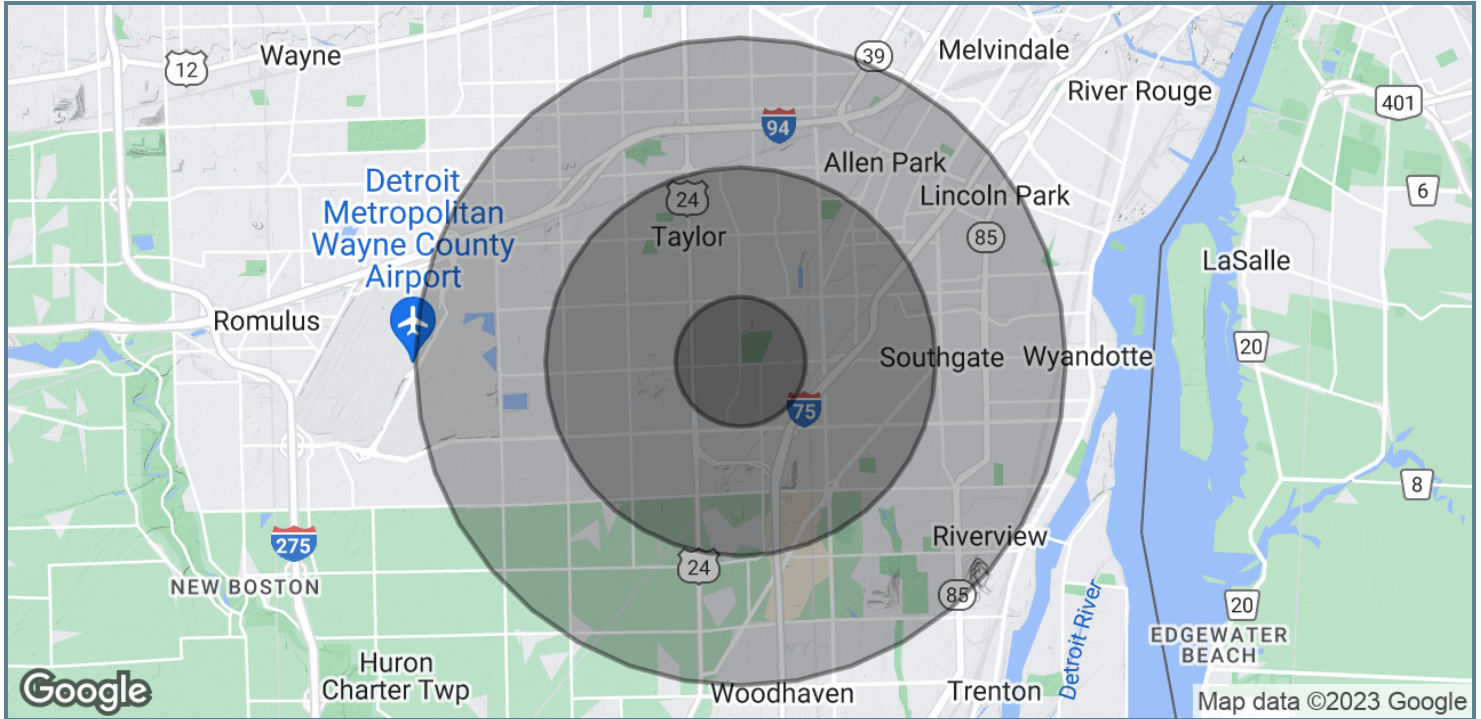 12
Wayne
39
Melvindale
River Rouge
401
94
Allen Park
Detroit
Metropolitan
Wayne County
Airport
24
Lincoln Park
6
Taylor
85
LaSalle
Romulus
Southgate
Wyandotte
20
75
8
275
24
Riverview
NEW BOSTON
85
20
Detroit River
EDGEWATER
BEACH
Huron
Charter Twp
Woodhaven
Trenton
Google
Map data ©2023 Google